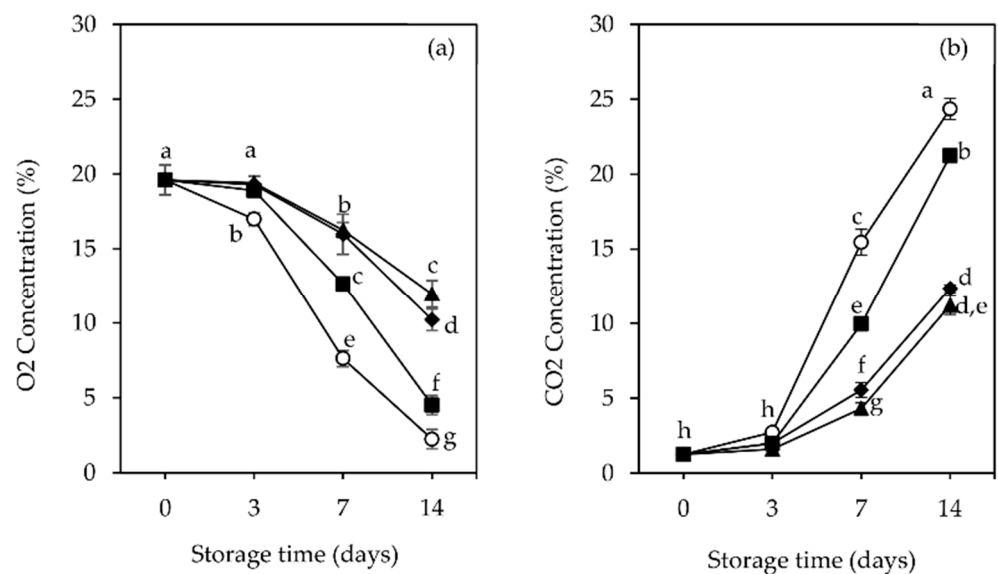 (a)
O2 Concentration (%)
30
25
20
15
10
5
0
a
a
b
b
c
c
d
e
f
g
0 3 7 14
Storage time (days)
(b)
CO2 Concentration (%)
30
25
20
15
10
5
0
a
b
c
d
d,e
e
f
g
h
h
0 3 7 14
Storage time (days)